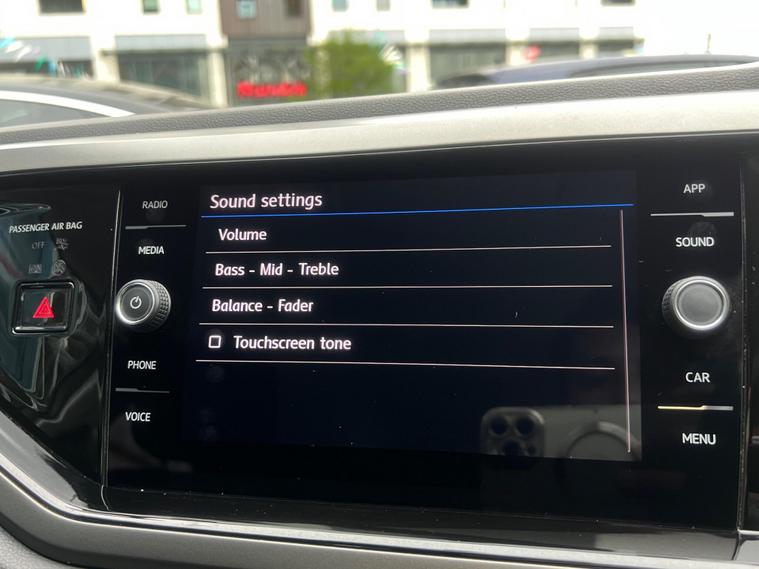 RADIO
MEDIA
PASSENGER AIR BAG
OFF
PHONE
VOICE
Sound settings
Volume
Bass - Mid - Treble
Balance - Fader
Touchscreen tone
APP
SOUND
CAR
MENU